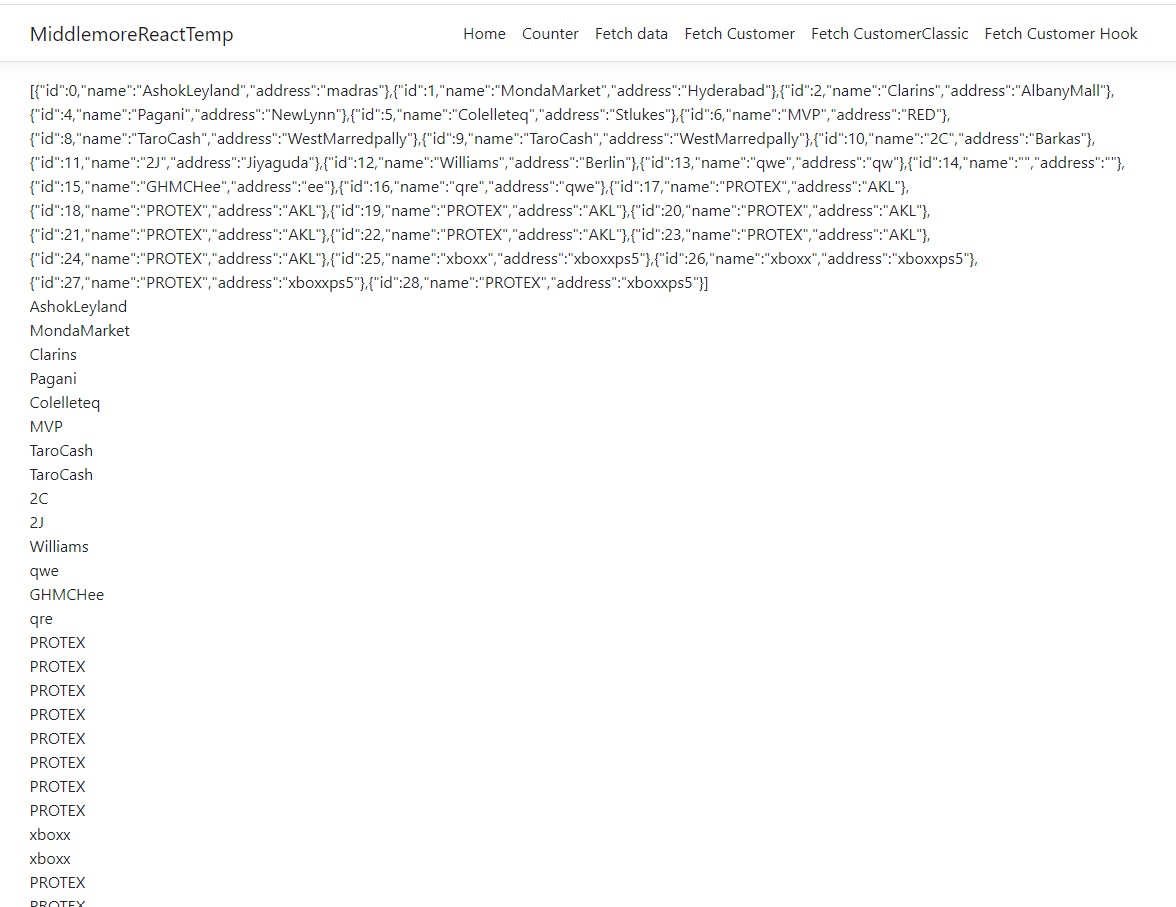 MiddlemoreReactTemp Home Counter Fetch data Fetch Customer Fetch CustomerClassic Fetch Customer Hook
[{"id":0,"name":"AshokLeyland","address":"madras"},{"id":1,"name":"MondaMarket","address":"Hyderabad"},{"id":2,"name":"Clarins","address":"AlbanyMall"},
{"id":4,"name":"Pagani","address":"NewLynn"},{"id":5,"name":"Colelleteq","address":"Stlukes"},{"id":6,"name":"MVP","address":"RED"},
{"id":8,"name":"TaroCash","address":"WestMarredpally"},{"id":9,"name":"TaroCash","address":"WestMarredpally"},{"id":10,"name":"2C","address":"Barkas"},
{"id":11,"name":"2J","address":"Jiyaguda"},{"id":12,"name":"Williams","address":"Berlin"},{"id":13,"name":"qwe","address":"qw"},{"id":14,"name":"","address":""},
{"id":15,"name":"GHMCHee","address":"ee"},{"id":16,"name":"qre","address":"qwe"},{"id":17,"name":"PROTEX","address":"AKL"},
{"id":18,"name":"PROTEX","address":"AKL"},{"id":19,"name":"PROTEX","address":"AKL"},{"id":20,"name":"PROTEX","address":"AKL"},
{"id":21,"name":"PROTEX","address":"AKL"},{"id":22,"name":"PROTEX","address":"AKL"},{"id":23,"name":"PROTEX","address":"AKL"},
{"id":24,"name":"PROTEX","address":"AKL"},{"id":25,"name":"xboxx","address":"xboxxps5"},{"id":26,"name":"xboxx","address":"xboxxps5"},
{"id":27,"name":"PROTEX","address":"xboxxps5"},{"id":28,"name":"PROTEX","address":"xboxxps5"}]
AshokLeyland
MondaMarket
Clarins
Pagani
Colelleteq
MVP
TaroCash
TaroCash
2C
2J
Williams
qwe
GHMCHee
qre
PROTEX
PROTEX
PROTEX
PROTEX
PROTEX
PROTEX
PROTEX
PROTEX
xboxx
xboxx
PROTEX
PROTEX